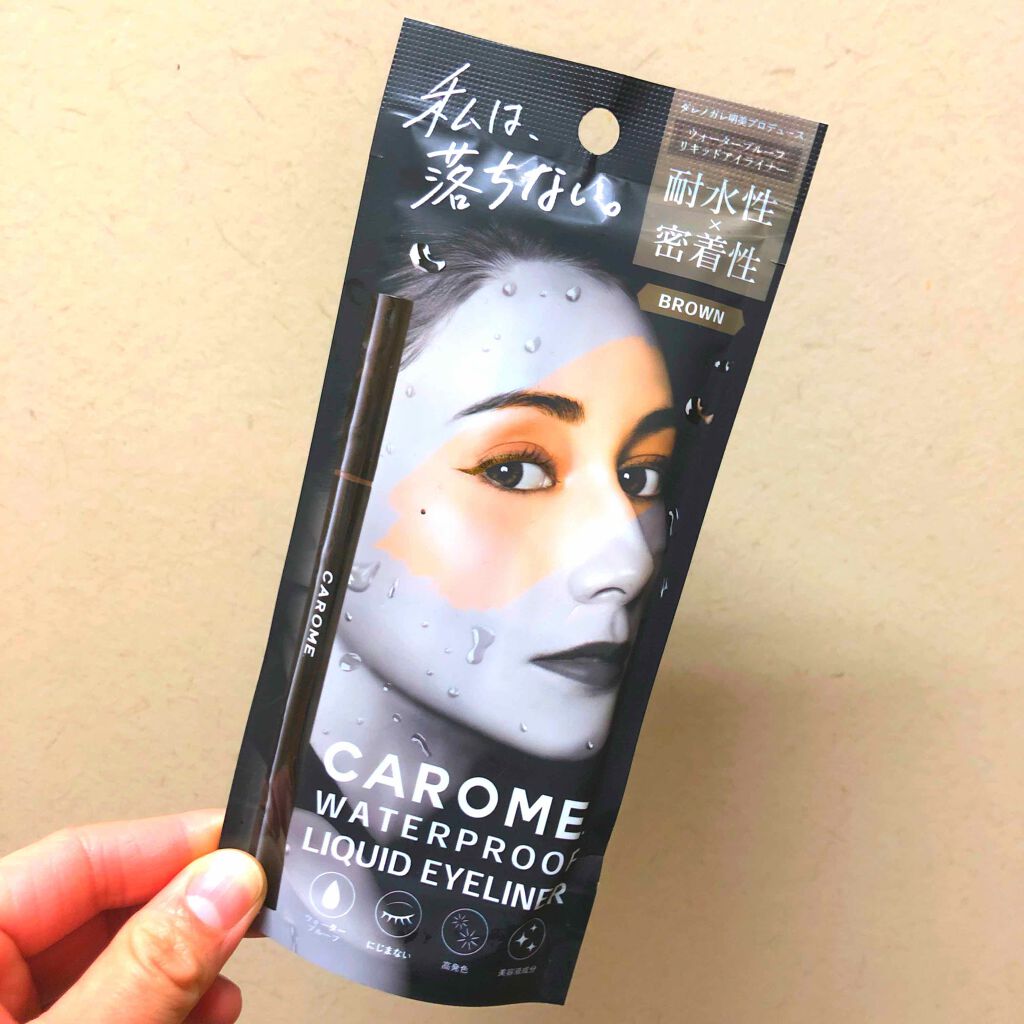 私は、
落ちない。
ダレノガレ明美プロデュース
ウォータープルーフ
リキッドアイライナー
耐水性
×
密着性
BROWN
CAROME
CAROME
WATERPROOF
LIQUID EYELINER
ウォーター
プルーフ
にじまない
高発色
美容液成分